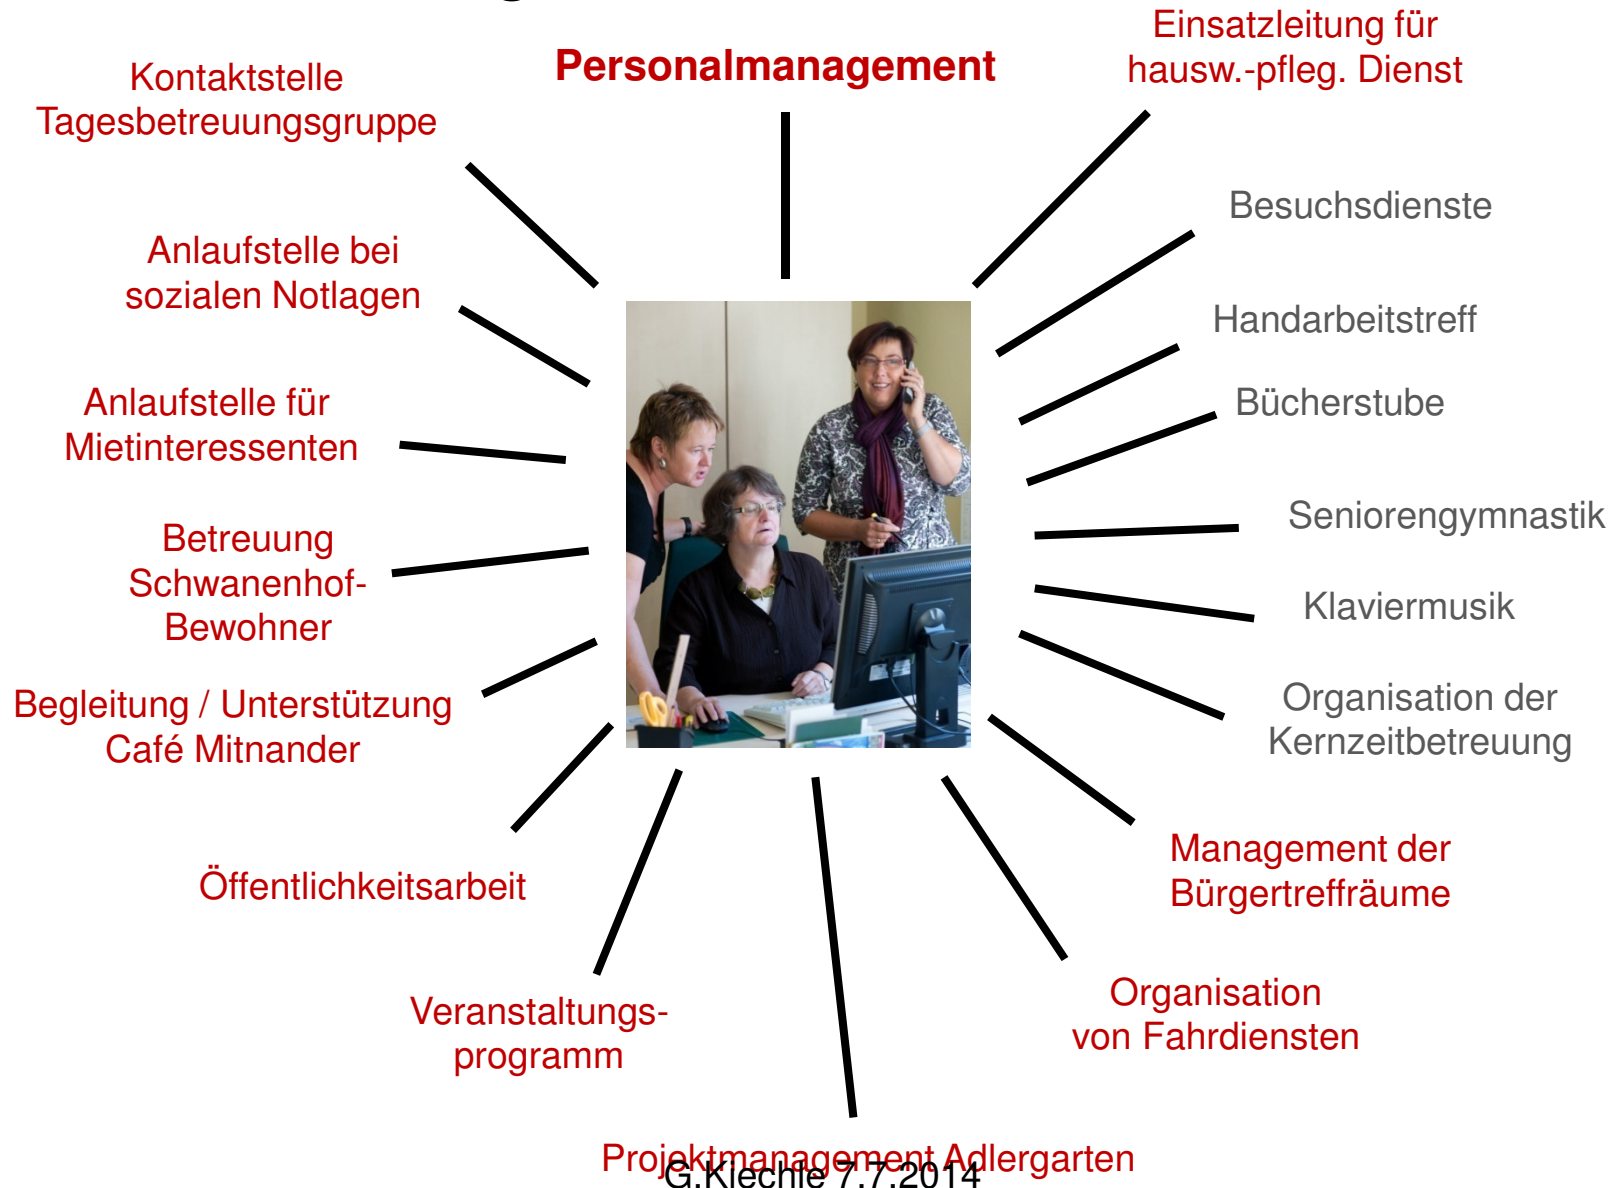 Personalmanagement
Einsatzleitung für
hausw.-pfleg. Dienst
Kontaktstelle
Tagesbetreuungsgruppe
Besuchsdienste
Anlaufstelle bei
sozialen Notlagen
Handarbeitstreff
Anlaufstelle für
Mietinteressenten
Bücherstube
Seniorengymnastik
Betreuung
Schwanenhof-
Bewohner
Klaviermusik
Begleitung / Unterstützung
Café Mitnander
Organisation der
Kernzeitbetreuung
Öffentlichkeitsarbeit
Management der
Bürgertreffräume
Veranstaltungs-
programm
Organisation
von Fahrdiensten
Projektmanagement Adlergarten
G.Kiechle 7.7.2014